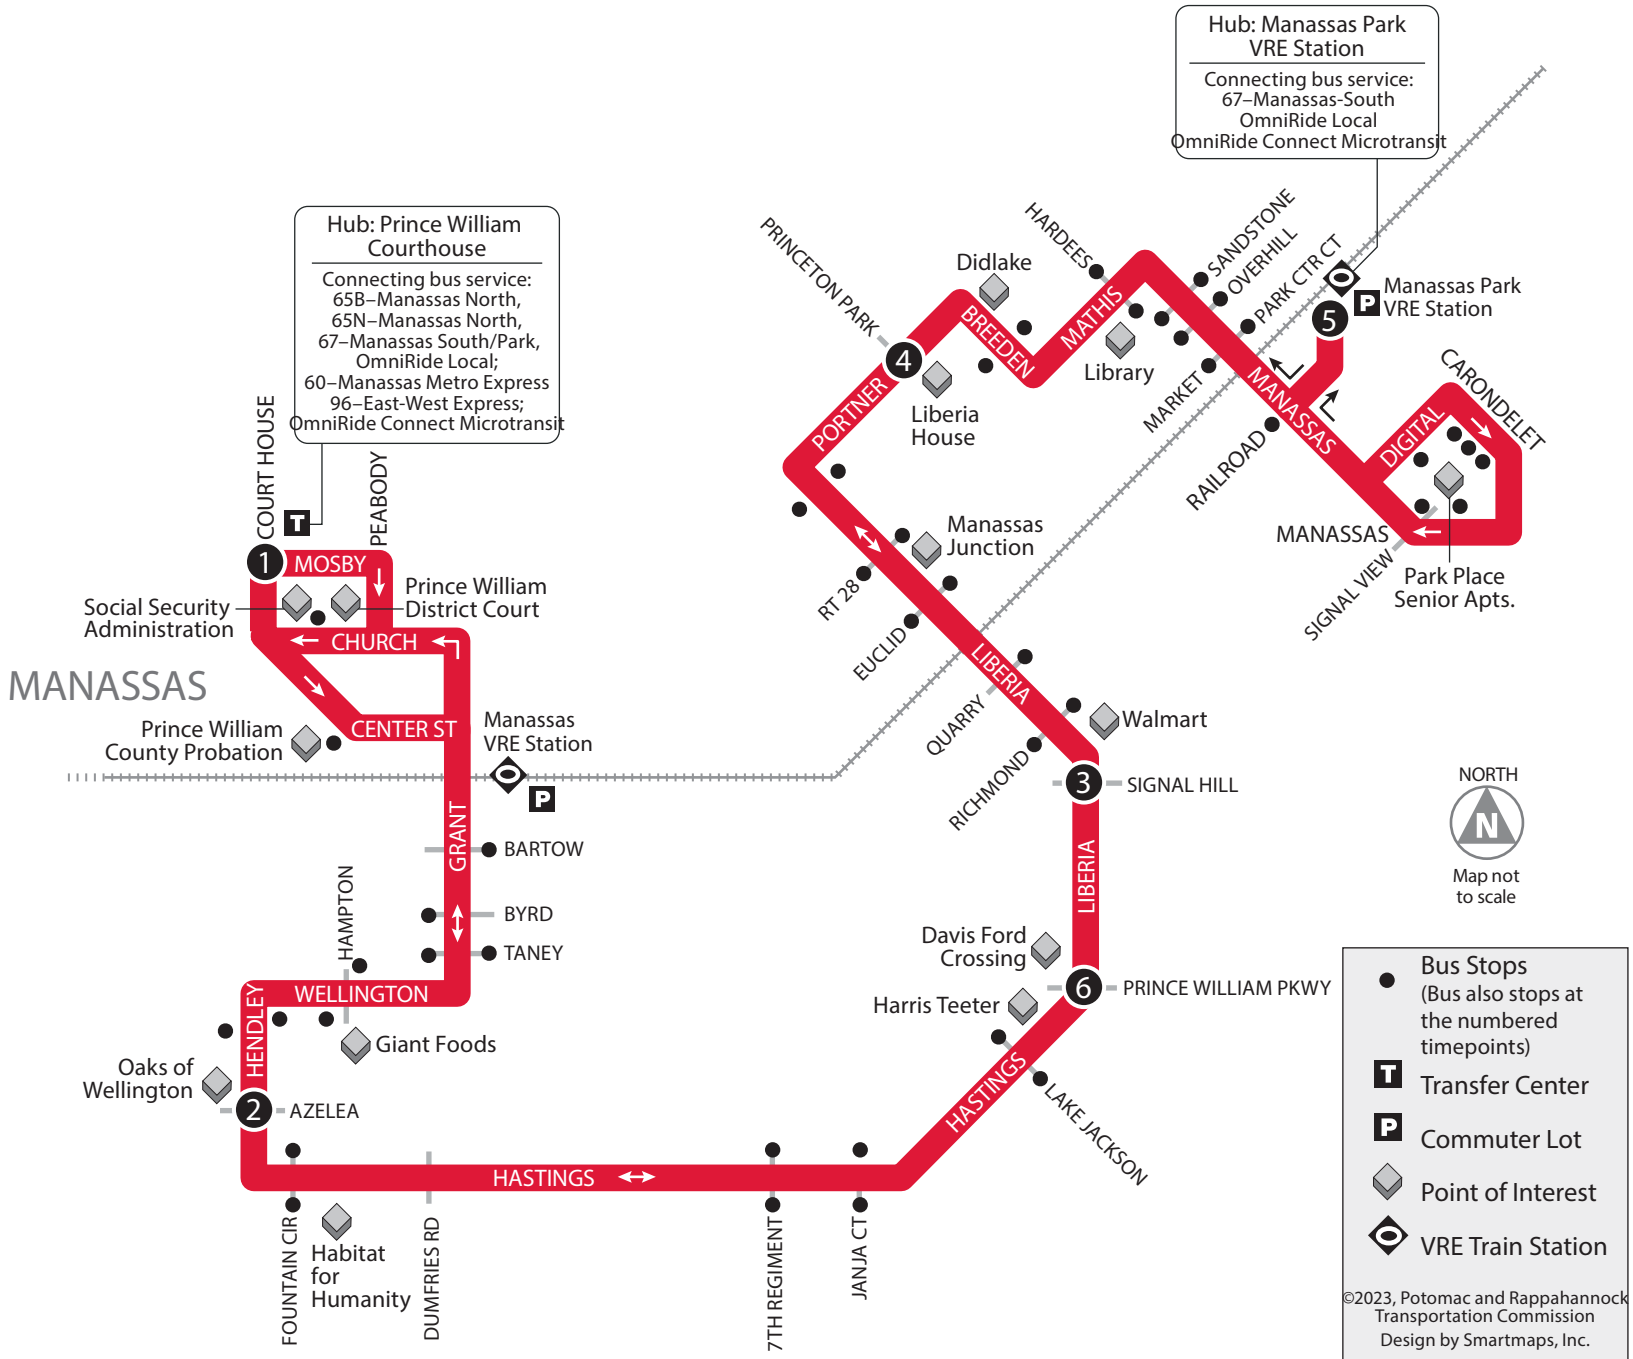 Hub: Manassas Park
VRE Station
Connecting bus service:
67–Manassas-South
OmniRide Local
OmniRide Connect Microtransit
Hub: Prince William
Courthouse
Connecting bus service:
65B–Manassas North,
65N–Manassas North,
67–Manassas South/Park,
OmniRide Local;
60–Manassas Metro Express
96–East-West Express;
OmniRide Connect Microtransit
COURT HOUSE
T
PEABODY
1
MOSBY
Social Security
Administration
Prince William
District Court
CHURCH
MANASSAS
CENTER ST
Prince William
County Probation
Manassas
VRE Station
P
GRANT
BARTOW
BYRD
TANEY
HAMPTON
WELLINGTON
HENDLEY
Giant Foods
Oaks of
Wellington
2
AZELEA
HASTINGS
FOUNTAIN CIR
Habitat
for
Humanity
DUMFRIES RD
7TH REGIMENT
JANJA CT
HASTINGS
LAKE JACKSON
Harris Teeter
Davis Ford
Crossing
6
PRINCE WILLIAM PKWY
LIBERIA
3
SIGNAL HILL
Walmart
RICHMOND
QUARRY
LIBERIA
EUCLID
RT 28
Manassas
Junction
PORTNER
4
PRINCETON PARK
Liberia
House
Didlake
BREEDEN
HARDEES
MATHIS
Library
SANDSTONE
OVERHILL
PARK CTR CT
MARKET
MANASSAS
RAILROAD
5
P
Manassas Park
VRE Station
DIGITAL
CARONDELET
MANASSAS
SIGNAL VIEW
Park Place
Senior Apts.
NORTH
N
Map not
to scale
Bus Stops
(Bus also stops at
the numbered
timepoints)
T
Transfer Center
P
Commuter Lot
Point of Interest
VRE Train Station
©2023, Potomac and Rappahannock
Transportation Commission
Design by Smartmaps, Inc.